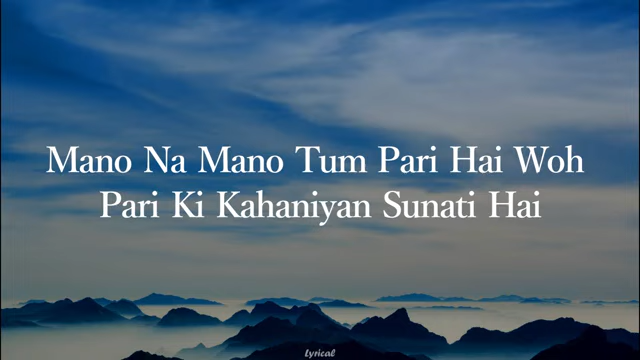 Mano Na Mano Tum Pari Hai Woh
Pari Ki Kahaniyan Sunati Hai
Lyrical